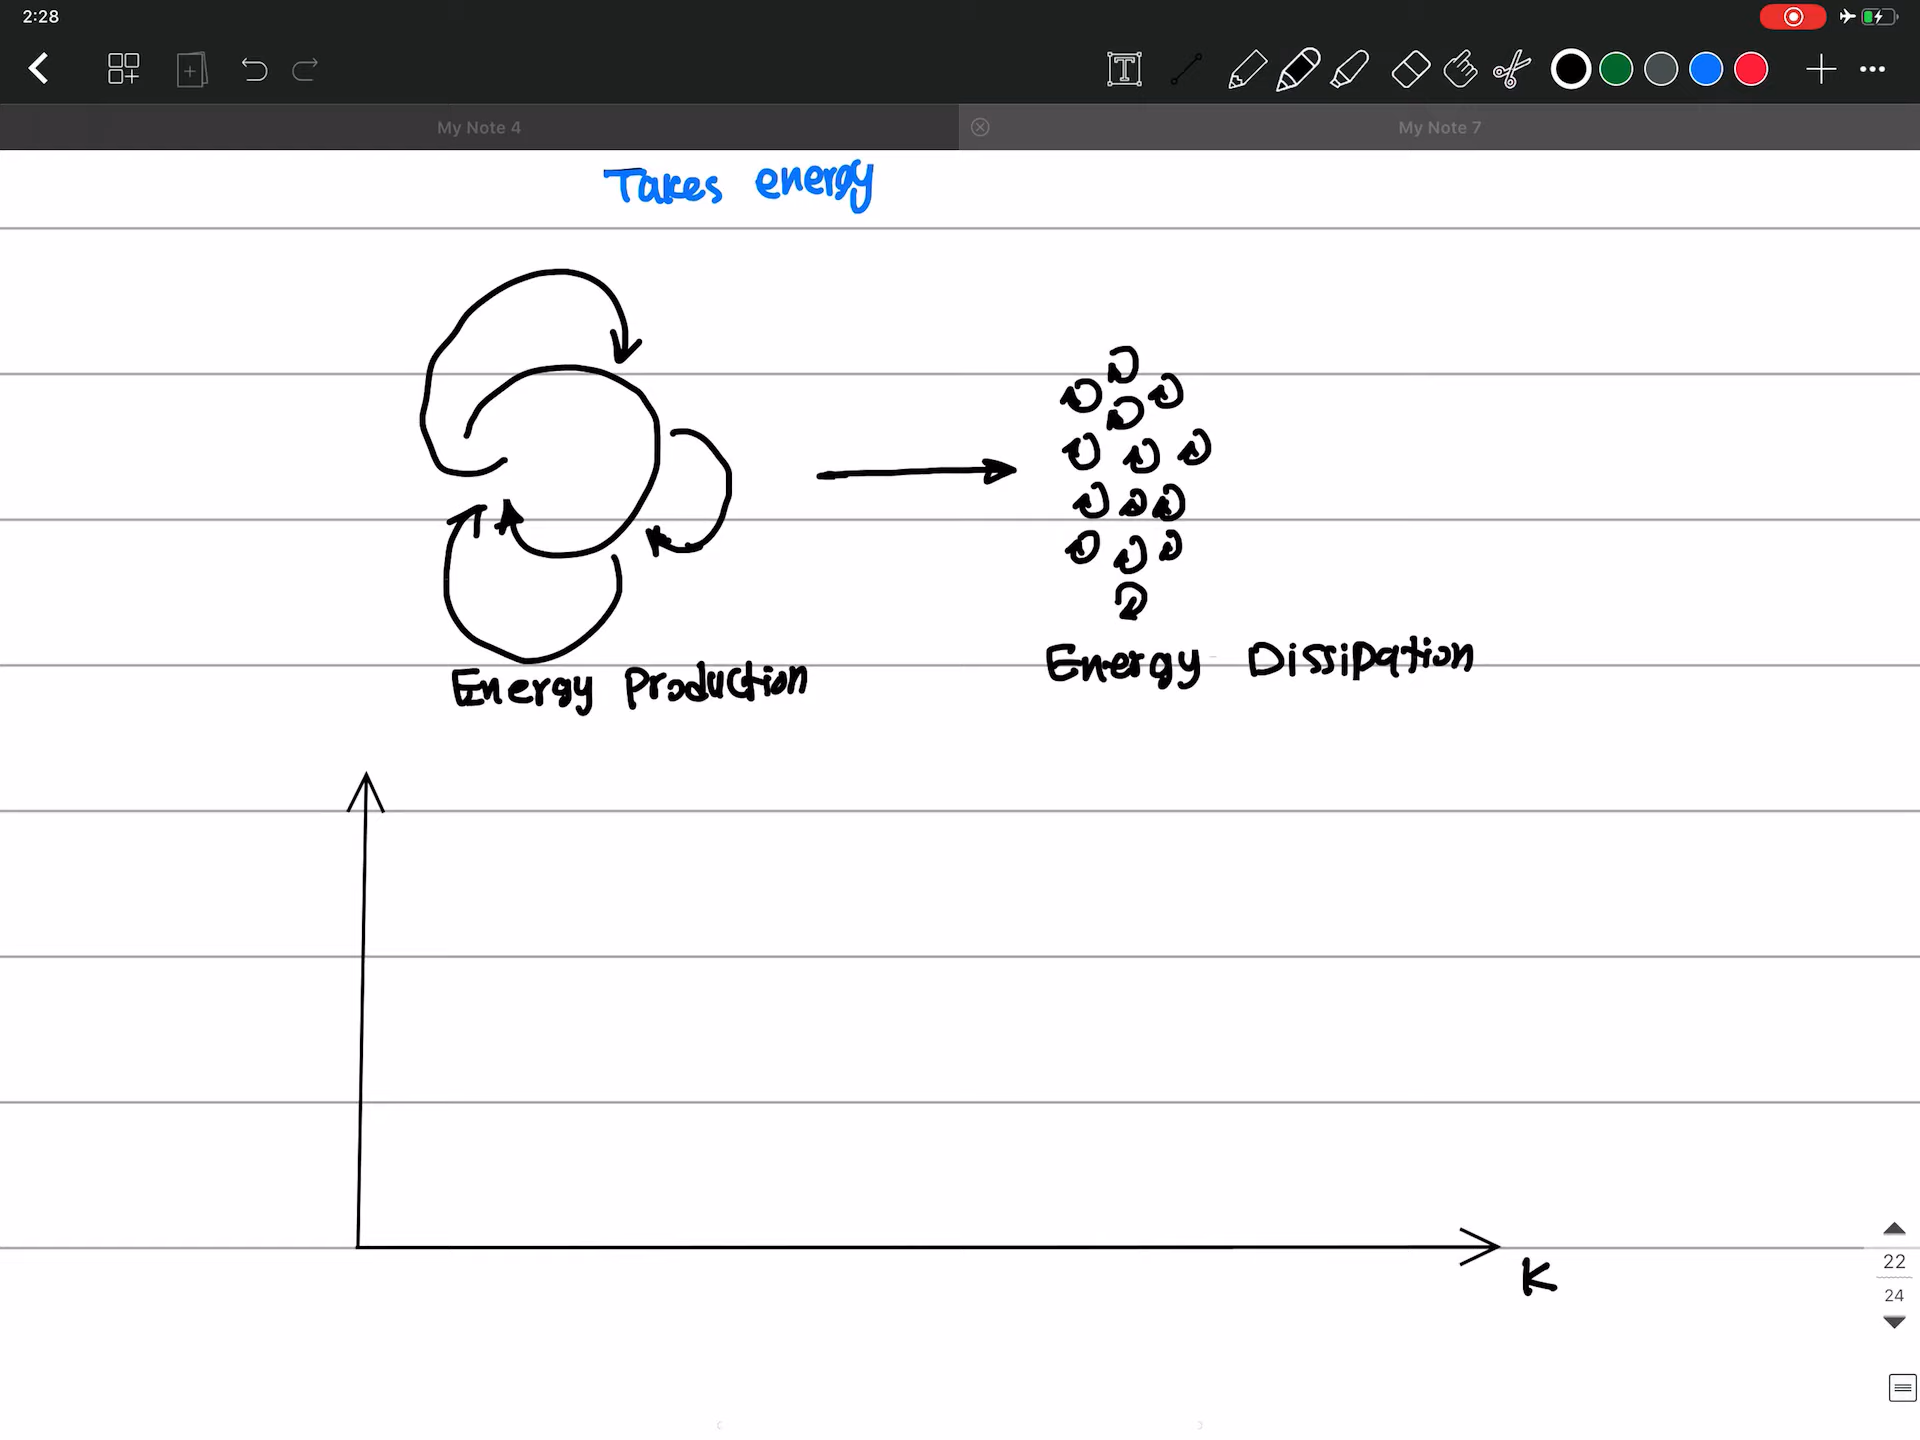 2:28
My Note 4
My Note 7
Takes energy
Energy Production
Energy Dissipation
K
22
24